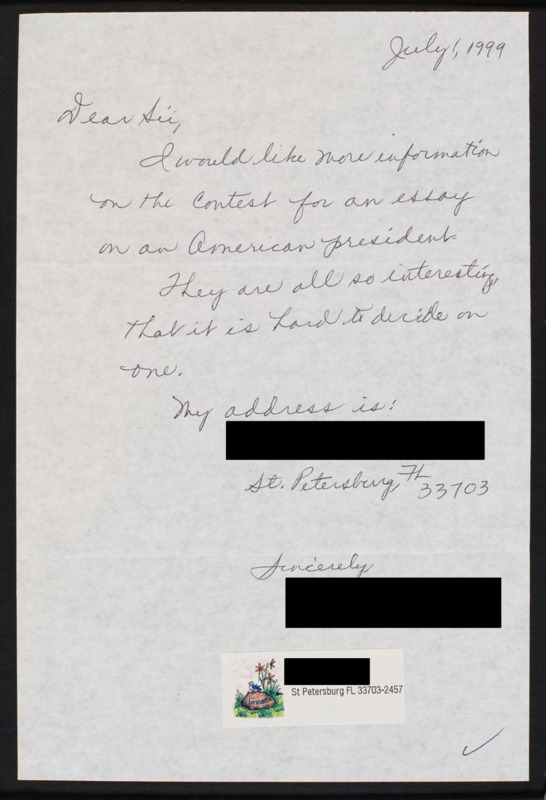 July 1, 1999
Dear Sir,
I would like more information
on the Contest for an essay
on an American president.
They are all so interesting,
that it is hard to decide on
one.
My address is:
St. Petersburg, FL
33703
Sincerely,
St Petersburg FL 33703-2457